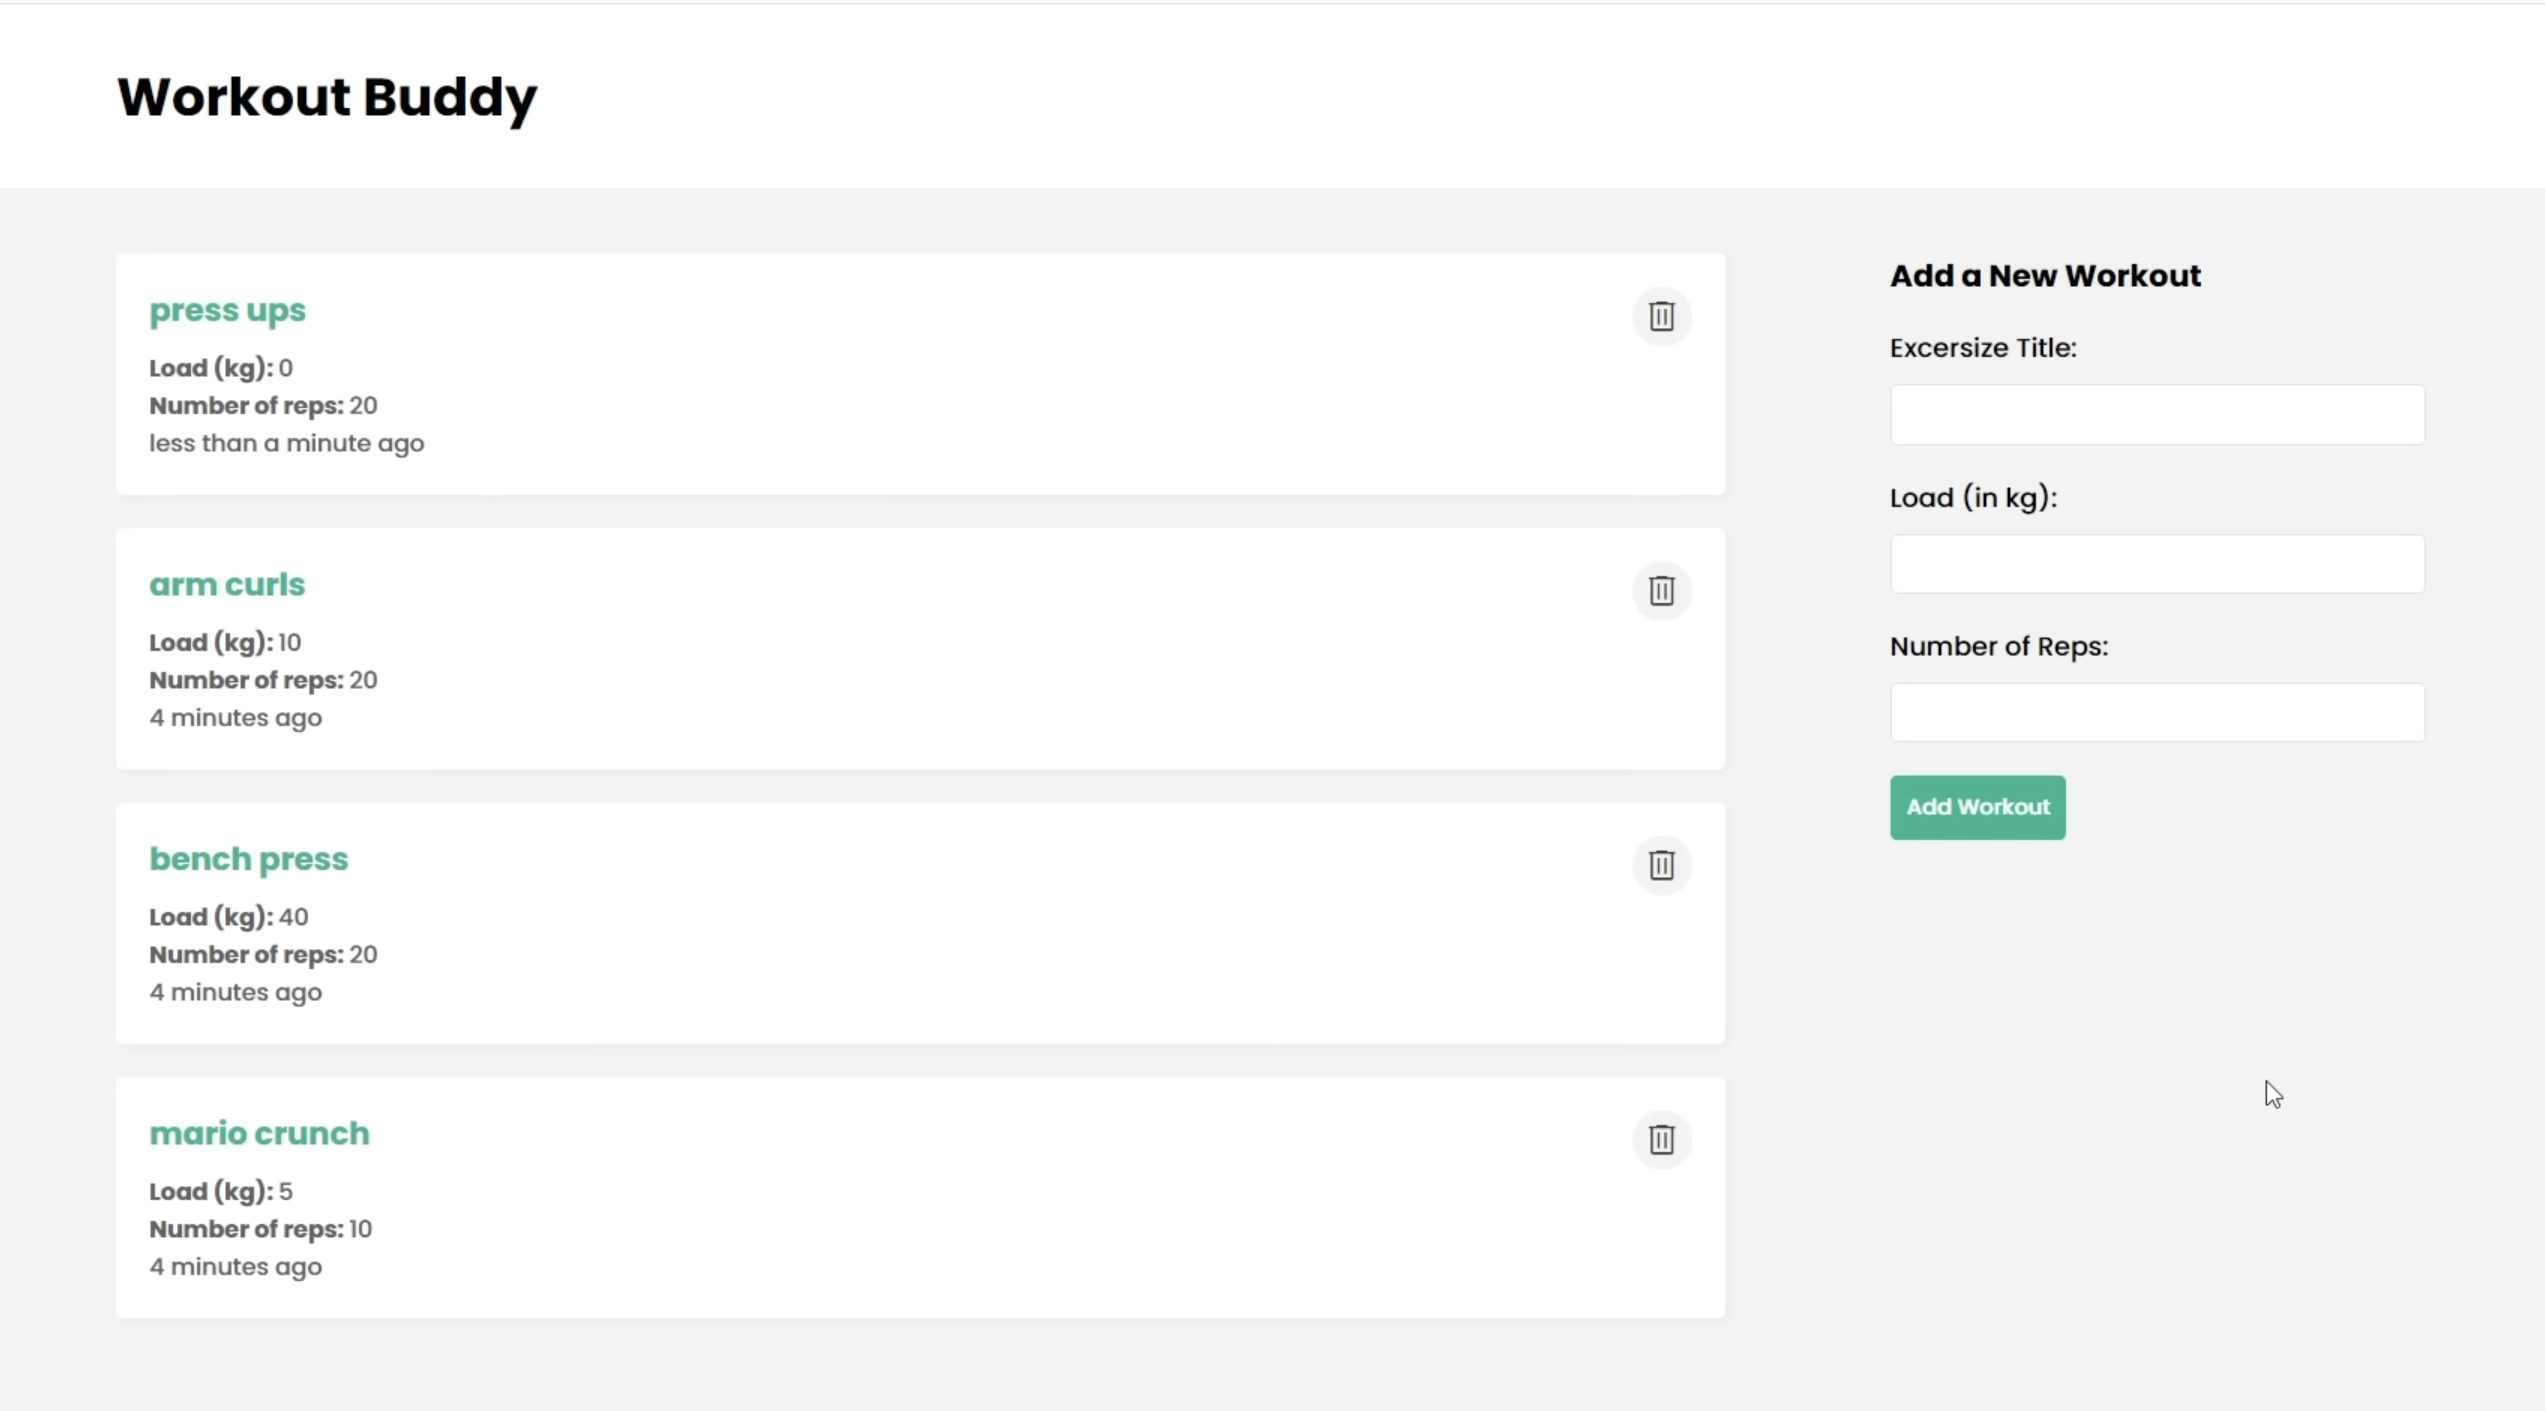 Workout Buddy
press ups
Load (kg): 0
Number of reps: 20
less than a minute ago
arm curls
Load (kg): 10
Number of reps: 20
4 minutes ago
bench press
Load (kg): 40
Number of reps: 20
4 minutes ago
mario crunch
Load (kg): 5
Number of reps: 10
4 minutes ago
Add a New Workout
Excersize Title:
Load (in kg):
Number of Reps:
Add Workout